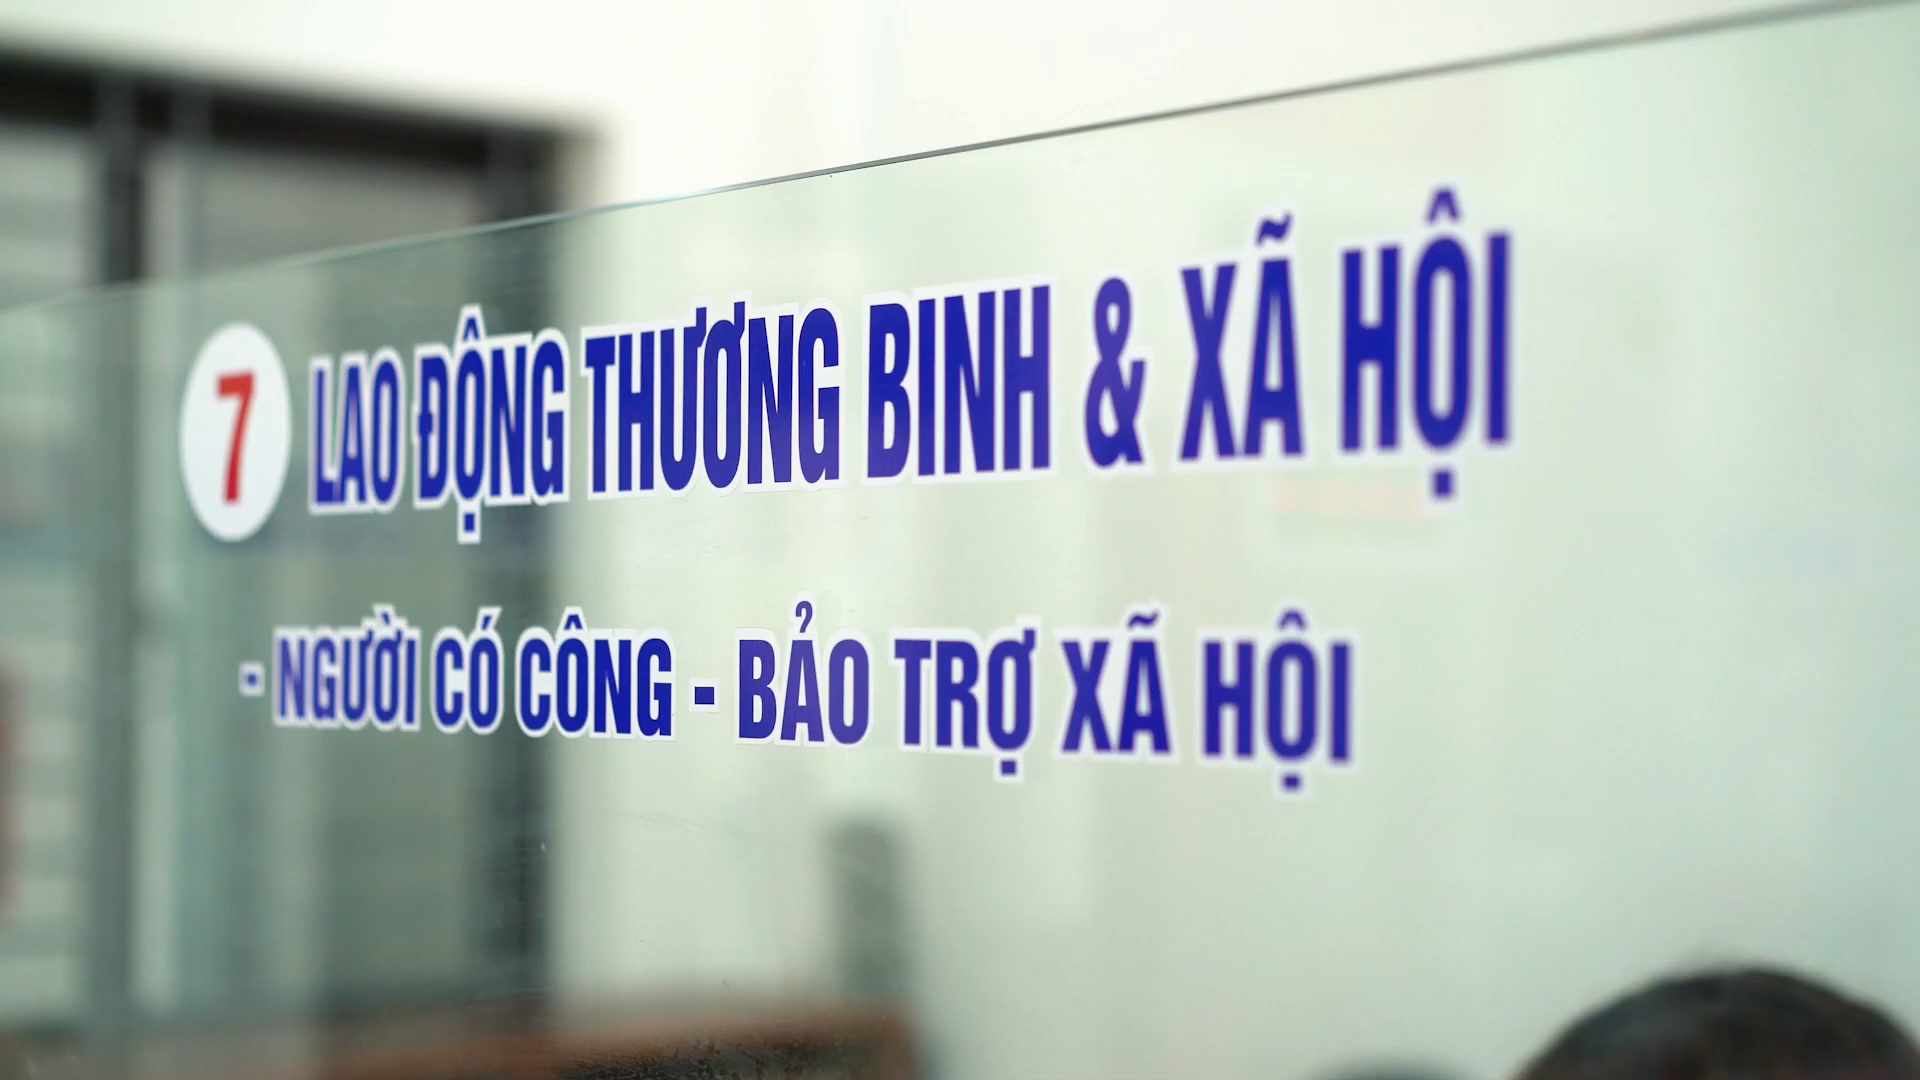 7 LAO ĐỘNG THƯƠNG BINH & XÃ HỘI
- NGƯỜI CÓ CÔNG - BẢO TRỢ XÃ HỘI